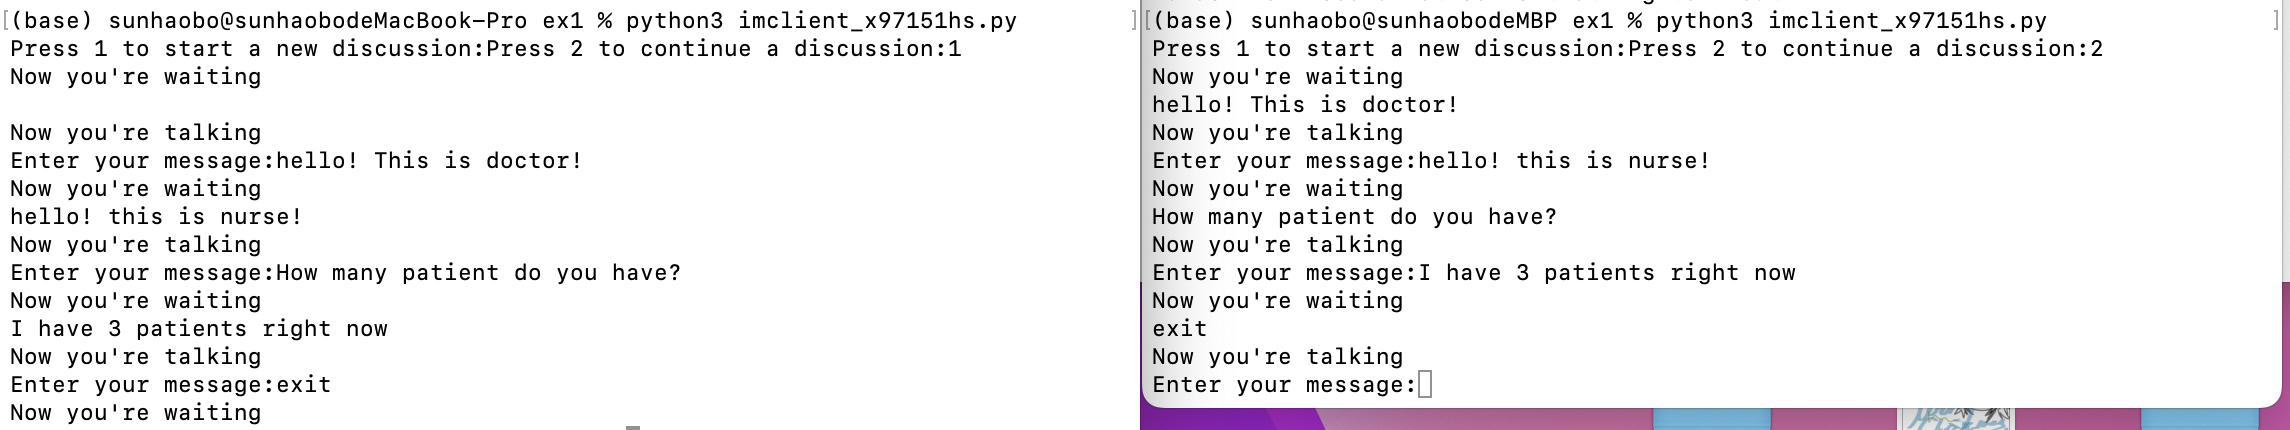 [(base) sunhaobo@sunhaobodeMacBook-Pro ex1 % python3 imclient_x97151hs.py ]
Press 1 to start a new discussion:Press 2 to continue a discussion:1
Now you're waiting
Now you're talking
Enter your message:hello! This is doctor!
Now you're waiting
hello! this is nurse!
Now you're talking
Enter your message:How many patient do you have?
Now you're waiting
I have 3 patients right now
Now you're talking
Enter your message:exit
Now you're waiting
[(base) sunhaobo@sunhaobodeMBP ex1 % python3 imclient_x97151hs.py ]
Press 1 to start a new discussion:Press 2 to continue a discussion:2
Now you're waiting
hello! This is doctor!
Now you're talking
Enter your message:hello! this is nurse!
Now you're waiting
How many patient do you have?
Now you're talking
Enter your message:I have 3 patients right now
Now you're waiting
exit
Now you're talking
Enter your message: